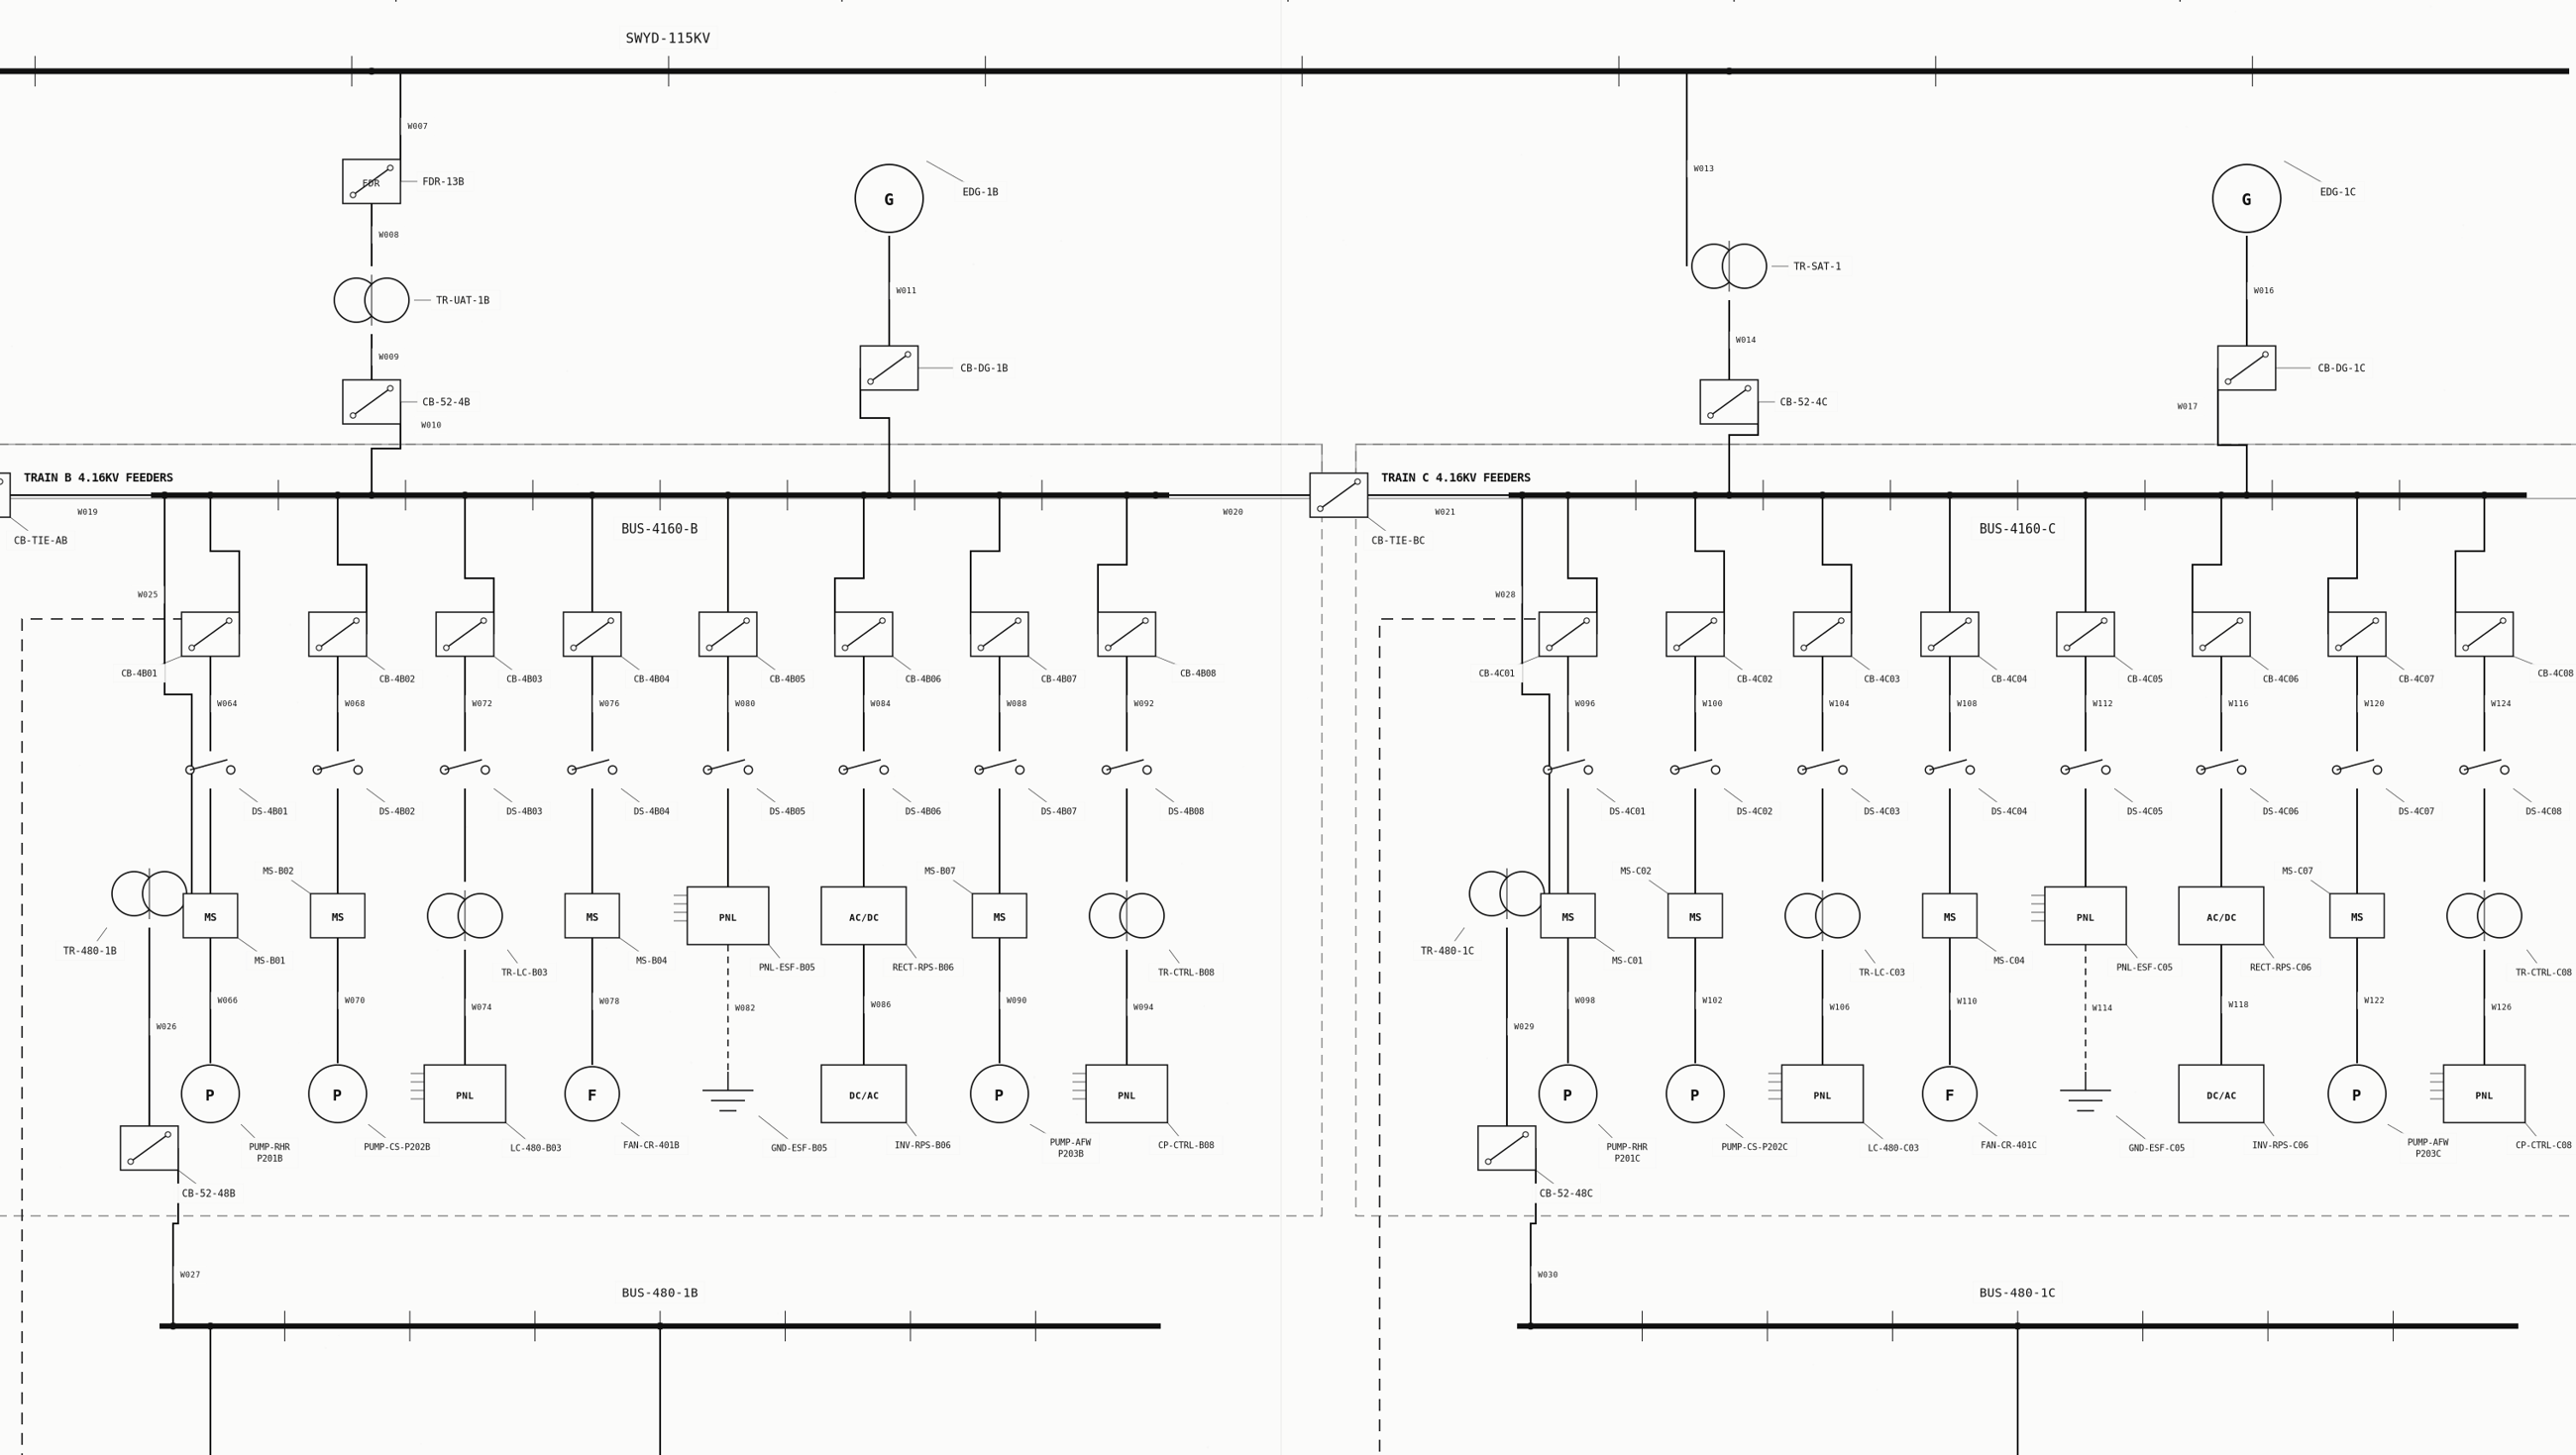 SWYD-115KV
W007
FDR
FDR-13B
W008
TR-UAT-1B
W009
CB-52-4B
W010
G
EDG-1B
W011
CB-DG-1B
W013
TR-SAT-1
W014
CB-52-4C
G
EDG-1C
W016
CB-DG-1C
W017
TRAIN B 4.16KV FEEDERS
W019
CB-TIE-AB
BUS-4160-B
W020
CB-TIE-BC
TRAIN C 4.16KV FEEDERS
W021
BUS-4160-C
W025
CB-4B01
CB-4B02
CB-4B03
CB-4B04
CB-4B05
CB-4B06
CB-4B07
CB-4B08
W064
W068
W072
W076
W080
W084
W088
W092
DS-4B01
DS-4B02
DS-4B03
DS-4B04
DS-4B05
DS-4B06
DS-4B07
DS-4B08
MS-B02
MS-B07
MS
MS
MS
PNL
AC/DC
MS
TR-480-1B
MS-B01
TR-LC-B03
MS-B04
PNL-ESF-B05
RECT-RPS-B06
TR-CTRL-B08
W026
W066
W070
W074
W078
W082
W086
W090
W094
P
P
PNL
F
DC/AC
P
PNL
PUMP-RHR
P201B
PUMP-CS-P202B
LC-480-B03
FAN-CR-401B
GND-ESF-B05
INV-RPS-B06
PUMP-AFW
P203B
CP-CTRL-B08
CB-52-48B
W027
BUS-480-1B
W028
CB-4C01
CB-4C02
CB-4C03
CB-4C04
CB-4C05
CB-4C06
CB-4C07
CB-4C08
W096
W100
W104
W108
W112
W116
W120
W124
DS-4C01
DS-4C02
DS-4C03
DS-4C04
DS-4C05
DS-4C06
DS-4C07
DS-4C08
MS-C02
MS-C07
MS
MS
MS
PNL
AC/DC
MS
TR-480-1C
MS-C01
TR-LC-C03
MS-C04
PNL-ESF-C05
RECT-RPS-C06
TR-CTRL-C08
W029
W098
W102
W106
W110
W114
W118
W122
W126
P
P
PNL
F
DC/AC
P
PNL
PUMP-RHR
P201C
PUMP-CS-P202C
LC-480-C03
FAN-CR-401C
GND-ESF-C05
INV-RPS-C06
PUMP-AFW
P203C
CP-CTRL-C08
CB-52-48C
W030
BUS-480-1C